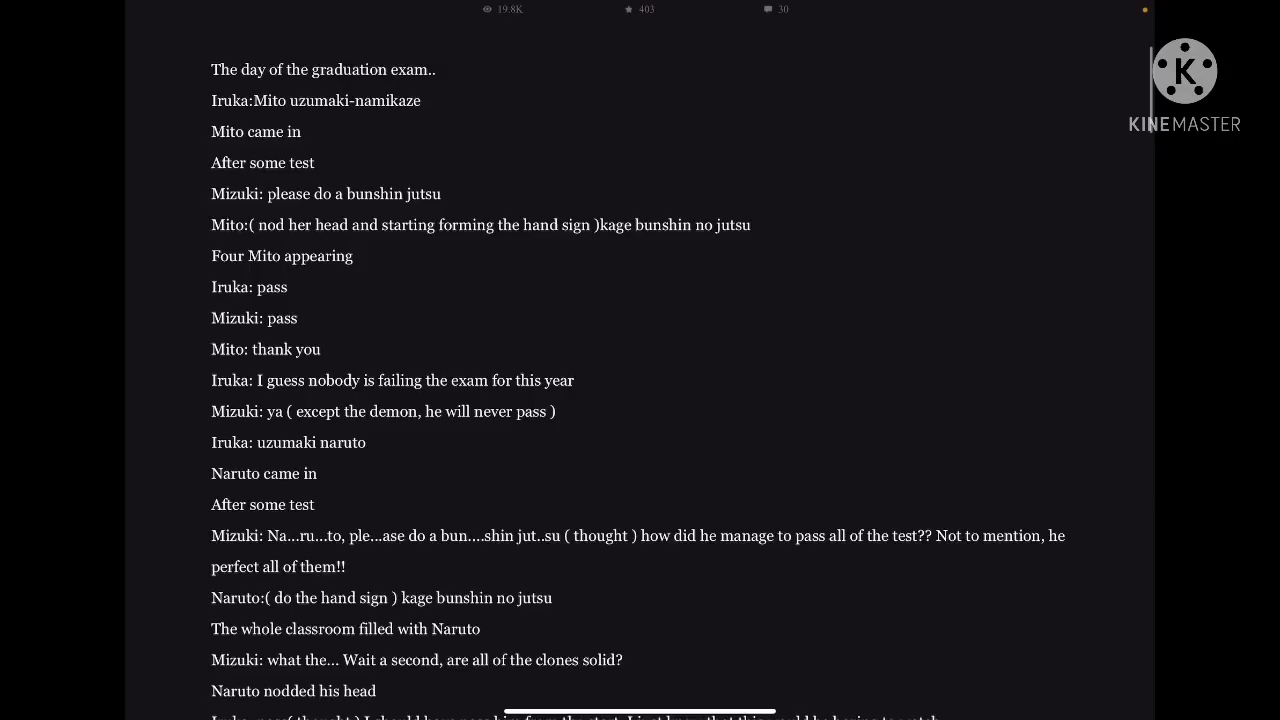 19.8K 403 30
The day of the graduation exam..
Iruka:Mito uzumaki-namikaze
Mito came in
After some test
Mizuki: please do a bunshin jutsu
Mito:( nod her head and starting forming the hand sign )kage bunshin no jutsu
Four Mito appearing
Iruka: pass
Mizuki: pass
Mito: thank you
Iruka: I guess nobody is failing the exam for this year
Mizuki: ya ( except the demon, he will never pass )
Iruka: uzumaki naruto
Naruto came in
After some test
Mizuki: Na...ru...to, ple...ase do a bun....shin jut..su ( thought ) how did he manage to pass all of the test?? Not to mention, he
perfect all of them!!
Naruto:( do the hand sign ) kage bunshin no jutsu
The whole classroom filled with Naruto
Mizuki: what the... Wait a second, are all of the clones solid?
Naruto nodded his head
K
KINEMASTER